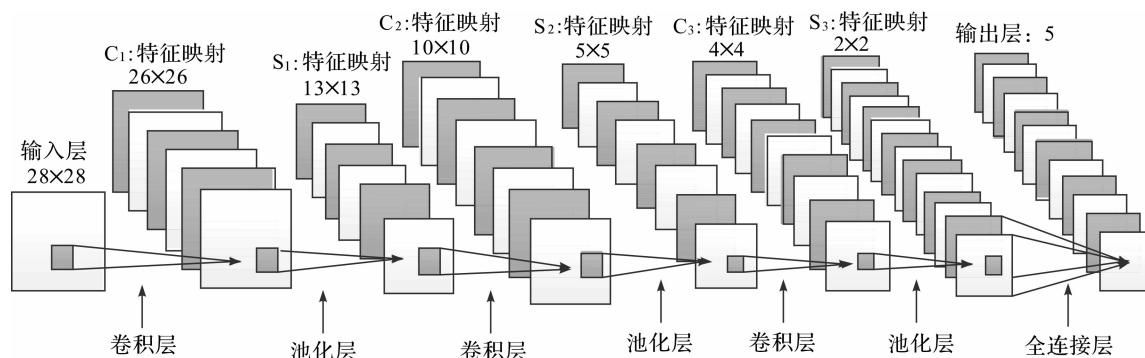 C₁:特征映射
26×26
S₁:特征映射
13×13
C₂:特征映射
10×10
S₂:特征映射
5×5
C₃:特征映射
4×4
S₃:特征映射
2×2
输出层：5
输入层
28×28
卷积层
池化层
卷积层
池化层
卷积层
池化层
全连接层